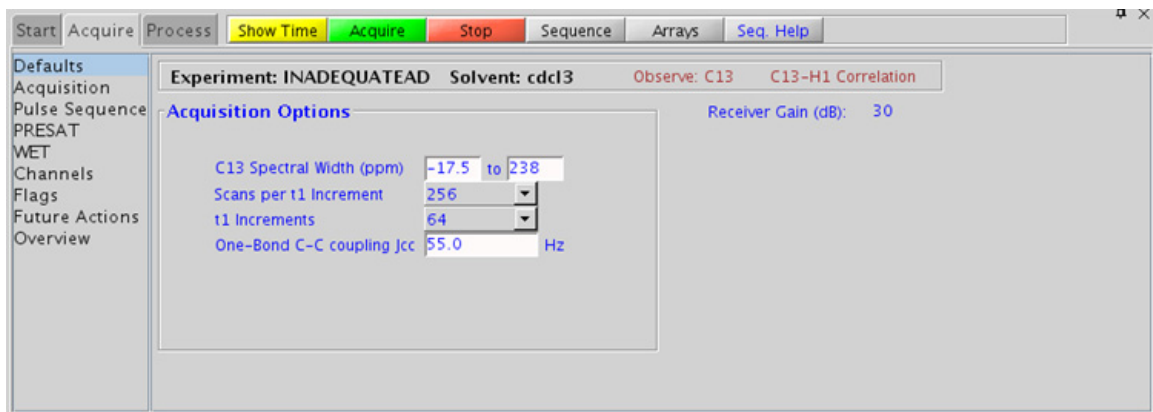 Start Acquire Process Show Time Acquire Stop Sequence Arrays Seq. Help
Defaults
Acquisition
Pulse Sequence
PRESAT
WET
Channels
Flags
Future Actions
Overview
Experiment: INADEQUATEAD Solvent: cdcl3 Observe: C13 C13-H1 Correlation
Acquisition Options
Receiver Gain (dB): 30
C13 Spectral Width (ppm) -17.5 to 238
Scans per t1 Increment 256
t1 Increments 64
One-Bond C-C coupling Jcc 55.0 Hz